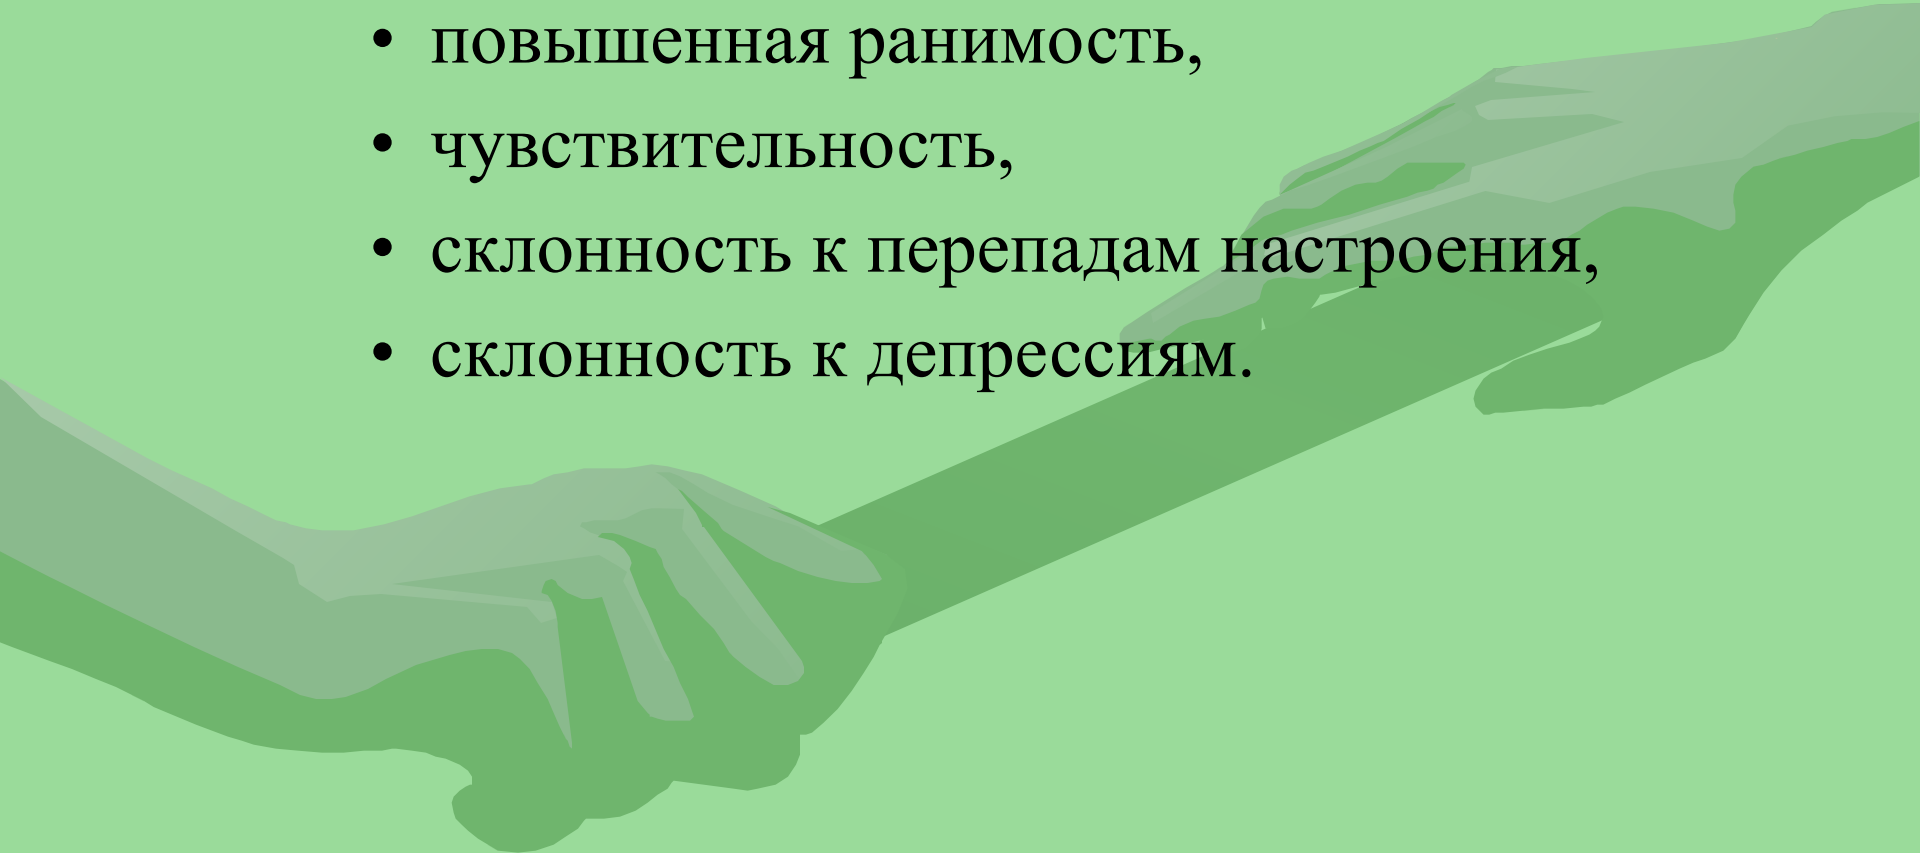 • повышенная ранимость,
• чувствительность,
• склонность к перепадам настроения,
• склонность к депрессиям.